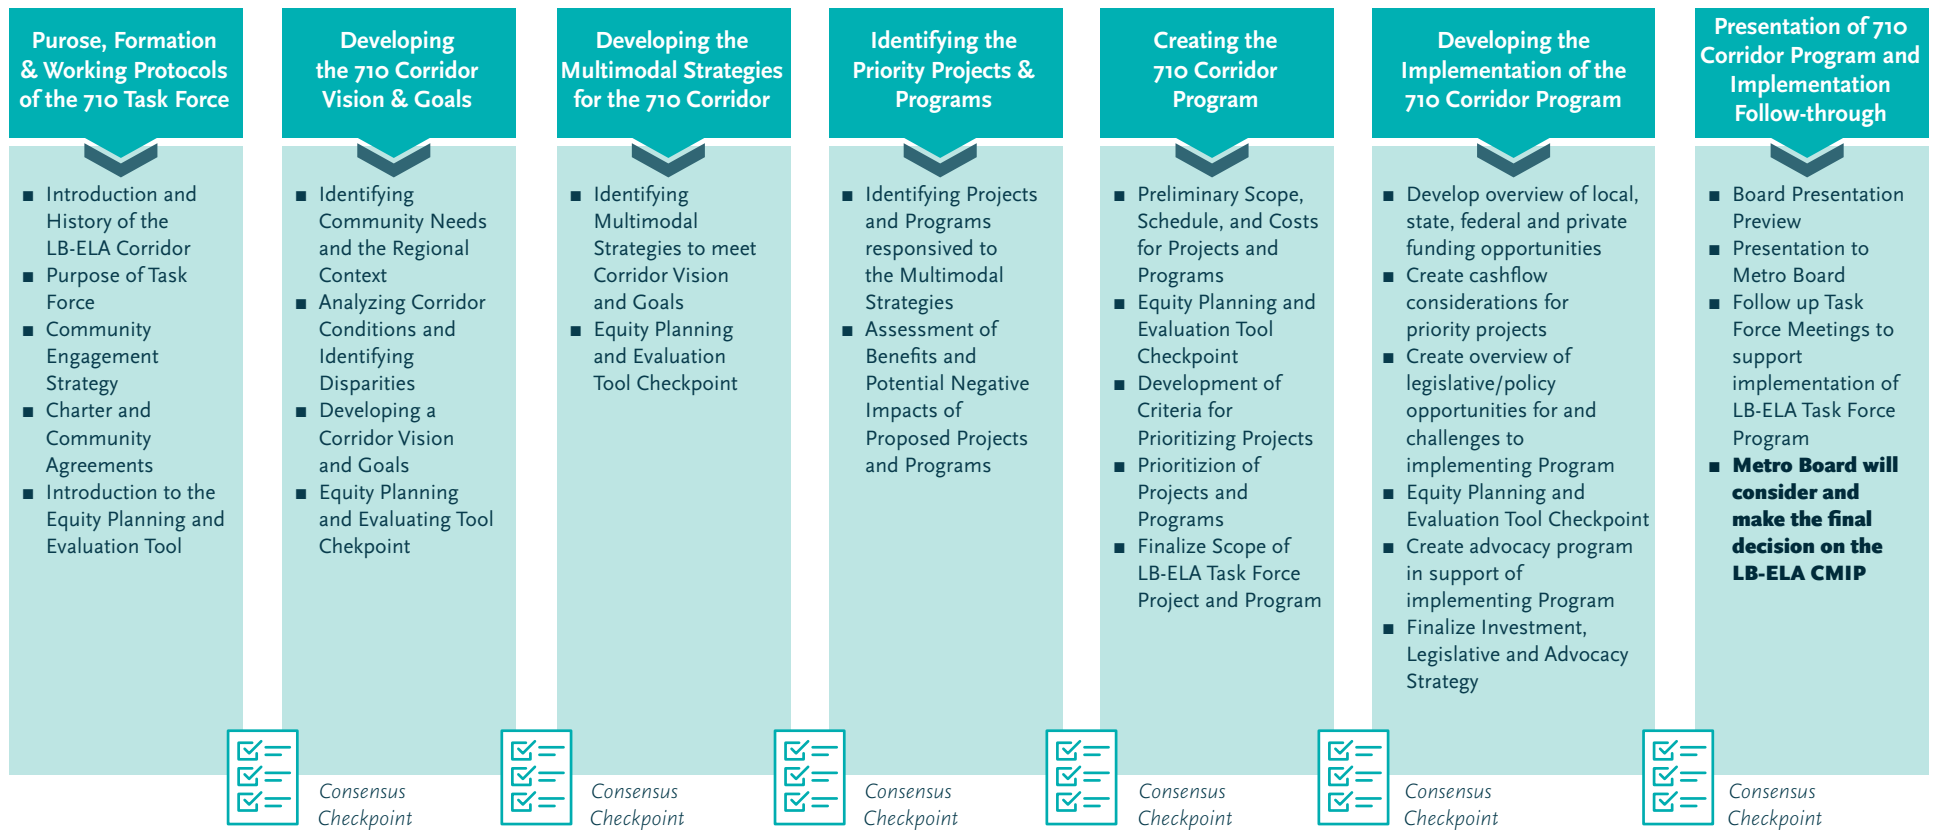 Purose, Formation
& Working Protocols
of the 710 Task Force
■ Introduction and
History of the
LB-ELA Corridor
■ Purpose of Task
Force
■ Community
Engagement
Strategy
■ Charter and
Community
Agreements
■ Introduction to the
Equity Planning and
Evaluation Tool
Developing
the 710 Corridor
Vision & Goals
■ Identifying
Community Needs
and the Regional
Context
■ Analyzing Corridor
Conditions and
Identifying
Disparities
■ Developing a
Corridor Vision
and Goals
■ Equity Planning
and Evaluating Tool
Chekpoint
Developing the
Multimodal Strategies
for the 710 Corridor
■ Identifying
Multimodal
Strategies to meet
Corridor Vision
and Goals
■ Equity Planning
and Evaluation
Tool Checkpoint
Identifying the
Priority Projects &
Programs
■ Identifying Projects
and Programs
responsived to
the Multimodal
Strategies
■ Assessment of
Benefits and
Potential Negative
Impacts of
Proposed Projects
and Programs
Creating the
710 Corridor
Program
■ Preliminary Scope,
Schedule, and Costs
for Projects and
Programs
■ Equity Planning and
Evaluation Tool
Checkpoint
■ Development of
Criteria for
Prioritizing Projects
■ Prioritizion of
Projects and
Programs
■ Finalize Scope of
LB-ELA Task Force
Project and Program
Developing the
Implementation of the
710 Corridor Program
■ Develop overview of local,
state, federal and private
funding opportunities
■ Create cashflow
considerations for
priority projects
■ Create overview of
legislative/policy
opportunities for and
challenges to
implementing Program
■ Equity Planning and
Evaluation Tool Checkpoint
■ Create advocacy program
in support of
implementing Program
■ Finalize Investment,
Legislative and Advocacy
Strategy
Presentation of 710
Corridor Program and
Implementation
Follow-through
■ Board Presentation
Preview
■ Presentation to
Metro Board
■ Follow up Task
Force Meetings to
support
implementation of
LB-ELA Task Force
Program
■ Metro Board will
consider and
make the final
decision on the
LB-ELA CMIP
Consensus
Checkpoint
Consensus
Checkpoint
Consensus
Checkpoint
Consensus
Checkpoint
Consensus
Checkpoint
Consensus
Checkpoint